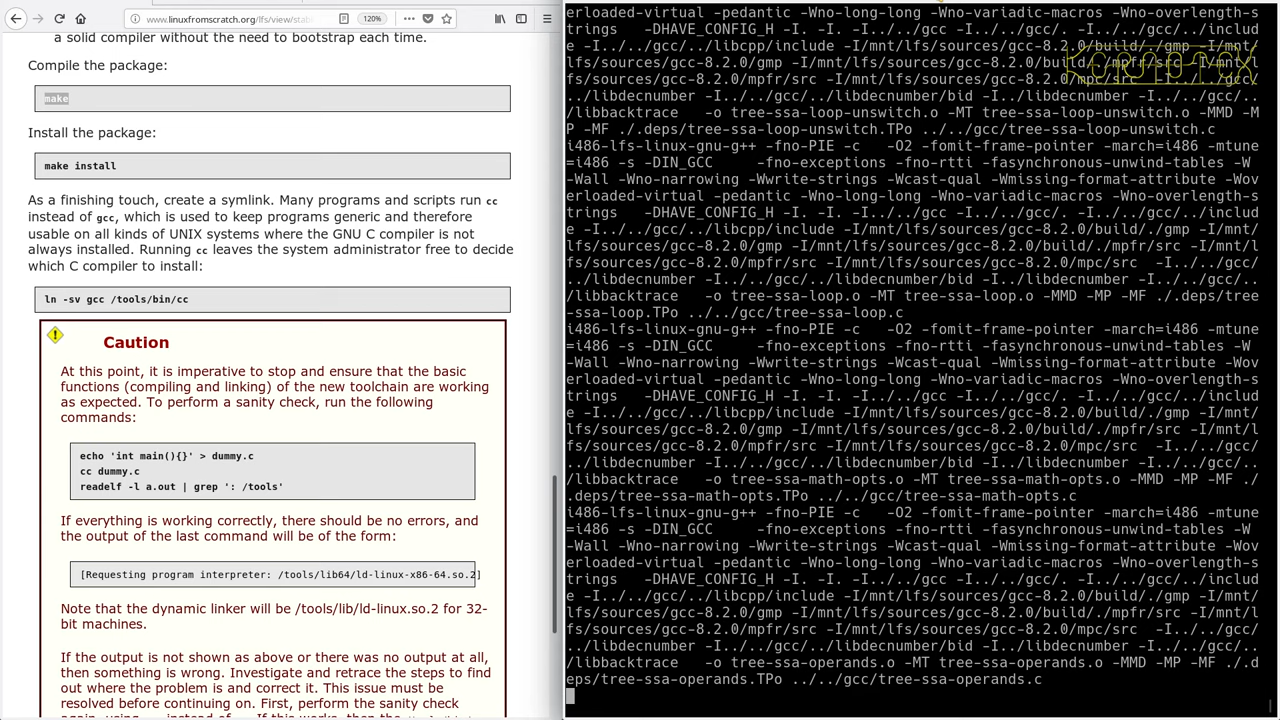 www.linuxfromscratch.org/lfs/view/stab
120%
a solid compiler without the need to bootstrap each time.
Compile the package:
make
Install the package:
make install
As a finishing touch, create a symlink. Many programs and scripts run cc
instead of gcc, which is used to keep programs generic and therefore
usable on all kinds of UNIX systems where the GNU C compiler is not
always installed. Running cc leaves the system administrator free to decide
which C compiler to install:
ln -sv gcc /tools/bin/cc
Caution
At this point, it is imperative to stop and ensure that the basic
functions (compiling and linking) of the new toolchain are working
as expected. To perform a sanity check, run the following
commands:
echo 'int main(){}' > dummy.c
cc dummy.c
readelf -l a.out | grep ': /tools'
If everything is working correctly, there should be no errors, and
the output of the last command will be of the form:
[Requesting program interpreter: /tools/lib64/ld-linux-x86-64.so.2]
Note that the dynamic linker will be /tools/lib/ld-linux.so.2 for 32-
bit machines.
If the output is not shown as above or there was no output at all,
then something is wrong. Investigate and retrace the steps to find
out where the problem is and correct it. This issue must be
resolved before continuing on. First, perform the sanity check
erloaded-virtual -pedantic -Wno-long-long -Wno-variadic-macros -Wno-overlength-s
trings   -DHAVE_CONFIG_H -I. -I. -I../../gcc -I../../gcc/. -I../../gcc/../includ
e -I../../gcc/../libcpp/include -I/mnt/lfs/sources/gcc-8.2.0/build/./gmp -I/mnt/
lfs/sources/gcc-8.2.0/gmp -I/mnt/lfs/sources/gcc-8.2.0/build/./mpfr/src -I/mnt/l
fs/sources/gcc-8.2.0/mpfr/src -I/mnt/lfs/sources/gcc-8.2.0/mpc/src  -I../../gcc/
../libdecnumber -I../../gcc/../libdecnumber/bid -I../libdecnumber -I../../gcc/..
/libbacktrace   -o tree-ssa-loop-unswitch.o -MT tree-ssa-loop-unswitch.o -MMD -M
P -MF ./.deps/tree-ssa-loop-unswitch.TPo ../../gcc/tree-ssa-loop-unswitch.c
i486-lfs-linux-gnu-g++ -fno-PIE -c   -O2 -fomit-frame-pointer -march=i486 -mtune
=i486 -s -DIN_GCC     -fno-exceptions -fno-rtti -fasynchronous-unwind-tables -W
-Wall -Wno-narrowing -Wwrite-strings -Wcast-qual -Wmissing-format-attribute -Wov
erloaded-virtual -pedantic -Wno-long-long -Wno-variadic-macros -Wno-overlength-s
trings   -DHAVE_CONFIG_H -I. -I. -I../../gcc -I../../gcc/. -I../../gcc/../includ
e -I../../gcc/../libcpp/include -I/mnt/lfs/sources/gcc-8.2.0/build/./gmp -I/mnt/
lfs/sources/gcc-8.2.0/gmp -I/mnt/lfs/sources/gcc-8.2.0/build/./mpfr/src -I/mnt/l
fs/sources/gcc-8.2.0/mpfr/src -I/mnt/lfs/sources/gcc-8.2.0/mpc/src  -I../../gcc/
../libdecnumber -I../../gcc/../libdecnumber/bid -I../libdecnumber -I../../gcc/..
/libbacktrace   -o tree-ssa-loop.o -MT tree-ssa-loop.o -MMD -MP -MF ./.deps/tree
-ssa-loop.TPo ../../gcc/tree-ssa-loop.c
i486-lfs-linux-gnu-g++ -fno-PIE -c   -O2 -fomit-frame-pointer -march=i486 -mtune
=i486 -s -DIN_GCC     -fno-exceptions -fno-rtti -fasynchronous-unwind-tables -W
-Wall -Wno-narrowing -Wwrite-strings -Wcast-qual -Wmissing-format-attribute -Wov
erloaded-virtual -pedantic -Wno-long-long -Wno-variadic-macros -Wno-overlength-s
trings   -DHAVE_CONFIG_H -I. -I. -I../../gcc -I../../gcc/. -I../../gcc/../includ
e -I../../gcc/../libcpp/include -I/mnt/lfs/sources/gcc-8.2.0/build/./gmp -I/mnt/
lfs/sources/gcc-8.2.0/gmp -I/mnt/lfs/sources/gcc-8.2.0/build/./mpfr/src -I/mnt/l
fs/sources/gcc-8.2.0/mpfr/src -I/mnt/lfs/sources/gcc-8.2.0/mpc/src  -I../../gcc/
../libdecnumber -I../../gcc/../libdecnumber/bid -I../libdecnumber -I../../gcc/..
/libbacktrace   -o tree-ssa-math-opts.o -MT tree-ssa-math-opts.o -MMD -MP -MF ./
.deps/tree-ssa-math-opts.TPo ../../gcc/tree-ssa-math-opts.c
i486-lfs-linux-gnu-g++ -fno-PIE -c   -O2 -fomit-frame-pointer -march=i486 -mtune
=i486 -s -DIN_GCC     -fno-exceptions -fno-rtti -fasynchronous-unwind-tables -W
-Wall -Wno-narrowing -Wwrite-strings -Wcast-qual -Wmissing-format-attribute -Wov
erloaded-virtual -pedantic -Wno-long-long -Wno-variadic-macros -Wno-overlength-s
trings   -DHAVE_CONFIG_H -I. -I. -I../../gcc -I../../gcc/. -I../../gcc/../includ
e -I../../gcc/../libcpp/include -I/mnt/lfs/sources/gcc-8.2.0/build/./gmp -I/mnt/
lfs/sources/gcc-8.2.0/gmp -I/mnt/lfs/sources/gcc-8.2.0/build/./mpfr/src -I/mnt/l
fs/sources/gcc-8.2.0/mpfr/src -I/mnt/lfs/sources/gcc-8.2.0/mpc/src  -I../../gcc/
../libdecnumber -I../../gcc/../libdecnumber/bid -I../libdecnumber -I../../gcc/..
/libbacktrace   -o tree-ssa-operands.o -MT tree-ssa-operands.o -MMD -MP -MF ./.d
eps/tree-ssa-operands.TPo ../../gcc/tree-ssa-operands.c